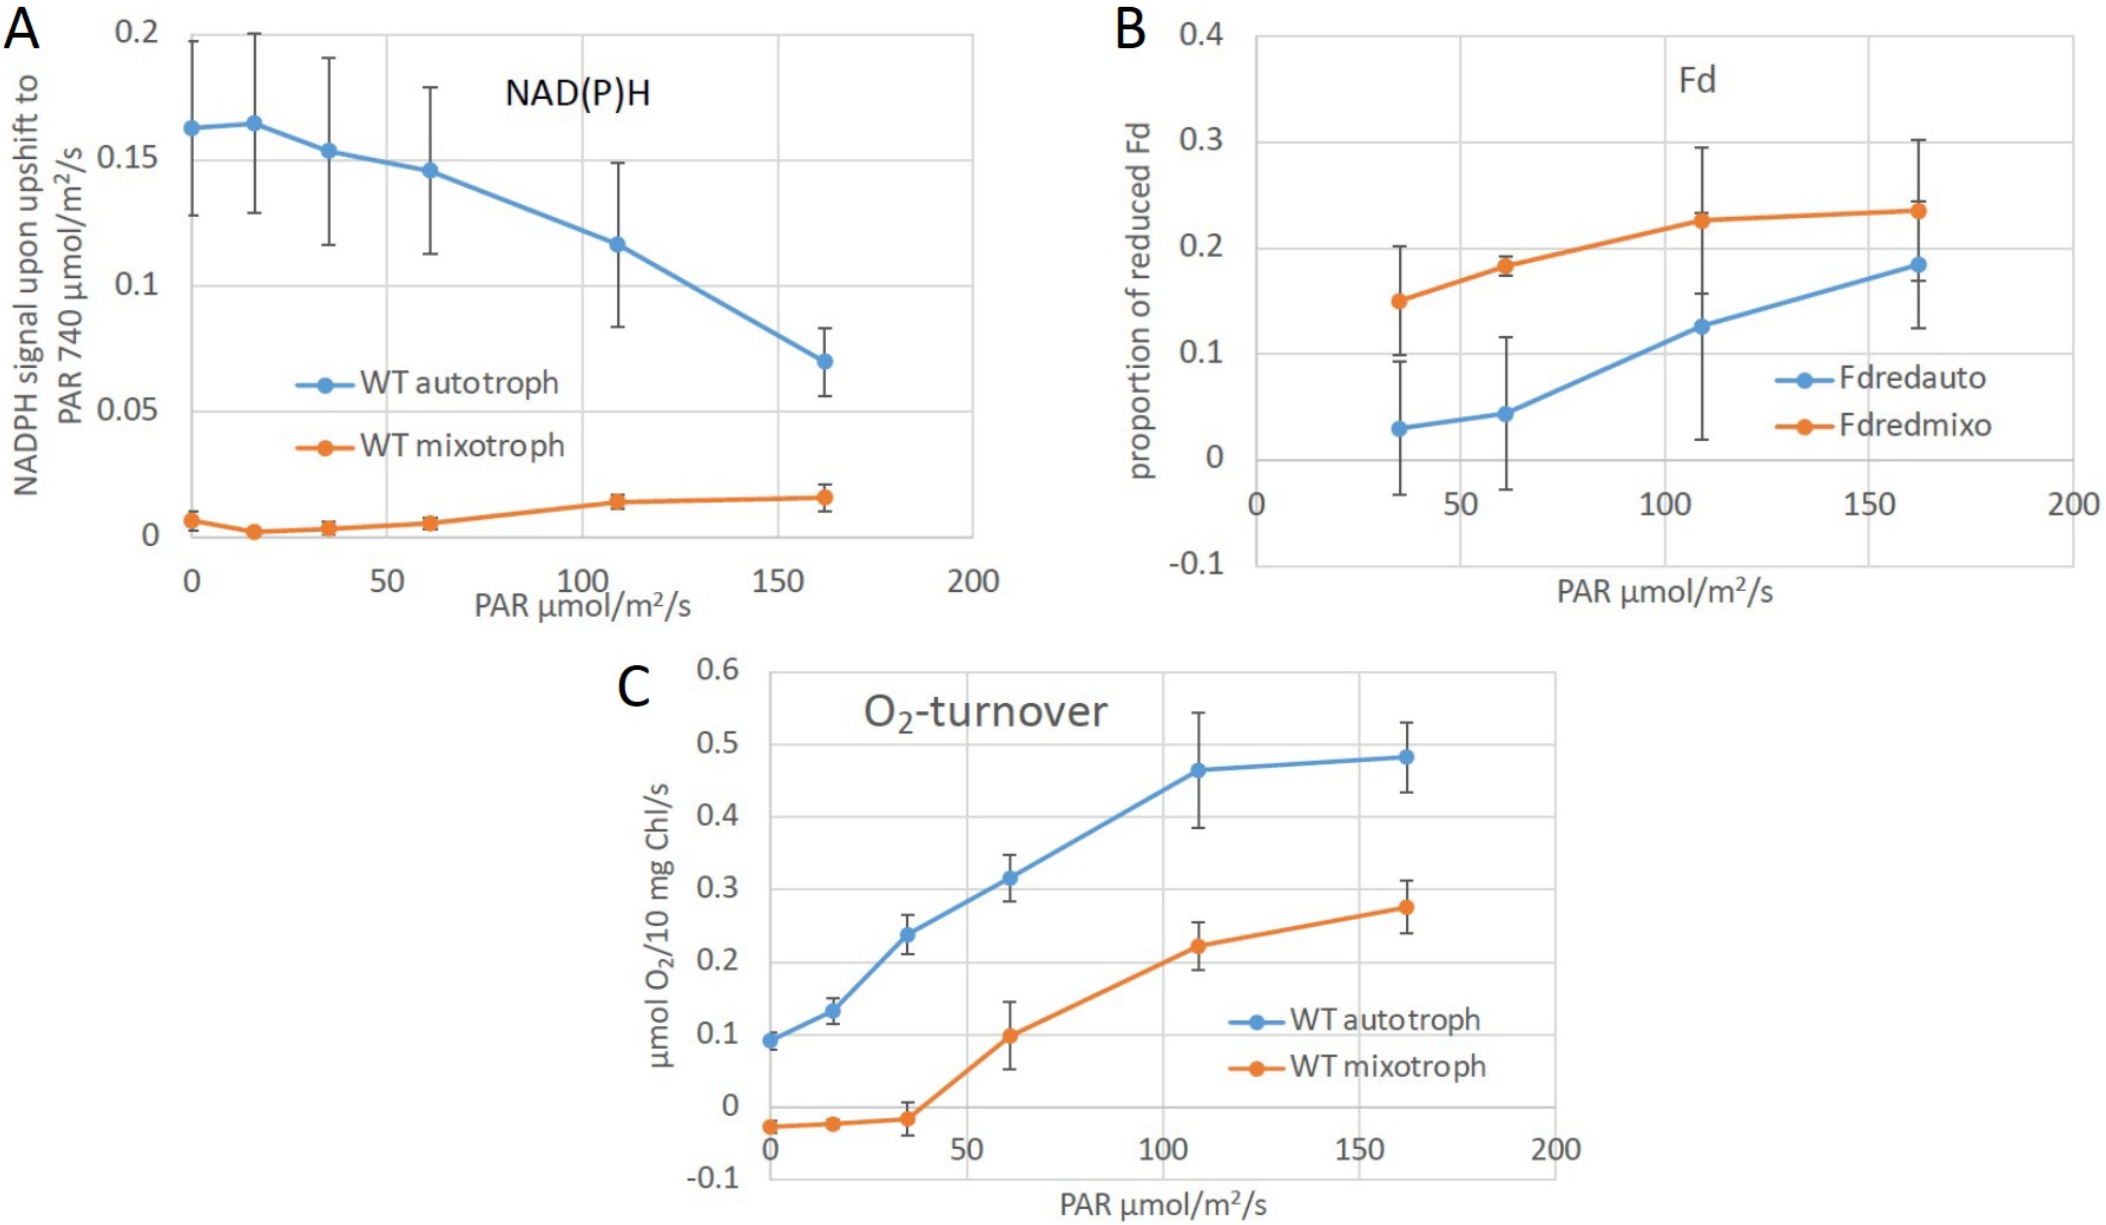 A
NADPH signal upon upshift to
PAR 740 µmol/m²/s
NAD(P)H
0.2
0.15
0.1
0.05
0
WT autotroph
WT mixotroph
0 50 100 150 200
PAR µmol/m²/s
B
proportion of reduced Fd
Fd
0.4
0.3
0.2
0.1
0
-0.1
Fdredauto
Fdredmixo
0 50 100 150 200
PAR µmol/m²/s
C
µmol O₂/10 mg Chl/s
O₂-turnover
0.6
0.5
0.4
0.3
0.2
0.1
0
-0.1
WT autotroph
WT mixotroph
0 50 100 150 200
PAR µmol/m²/s